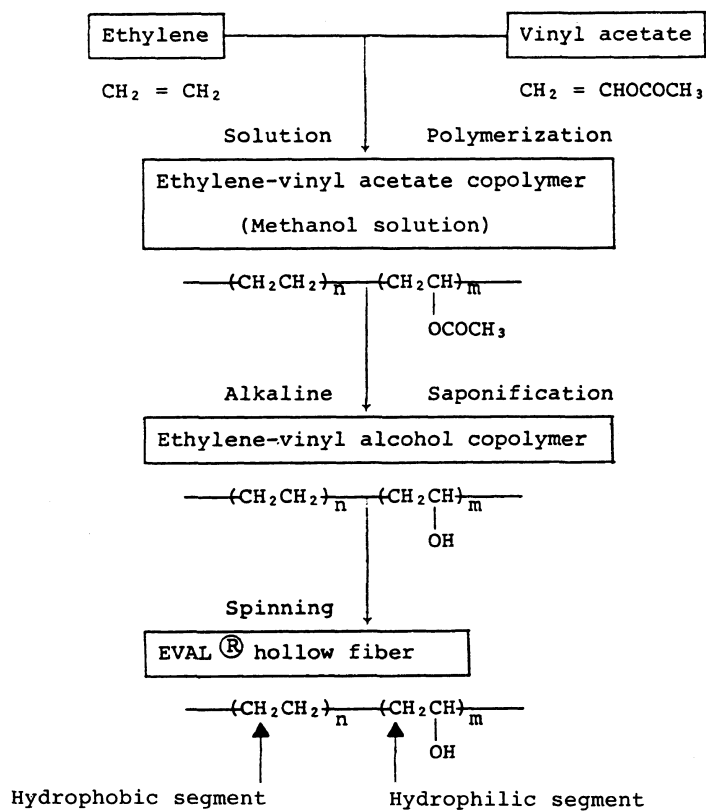 Ethylene Vinyl acetate
CH₂ = CH₂ CH₂ = CHOCOCH₃
Solution Polymerization
Ethylene-vinyl acetate copolymer
(Methanol solution)
—(CH₂CH₂)n—(CH₂CH)m—
OCOCH₃
Alkaline Saponification
Ethylene-vinyl alcohol copolymer
—(CH₂CH₂)n—(CH₂CH)m—
OH
Spinning
EVAL ® hollow fiber
—(CH₂CH₂)n—(CH₂CH)m—
OH
Hydrophobic segment Hydrophilic segment